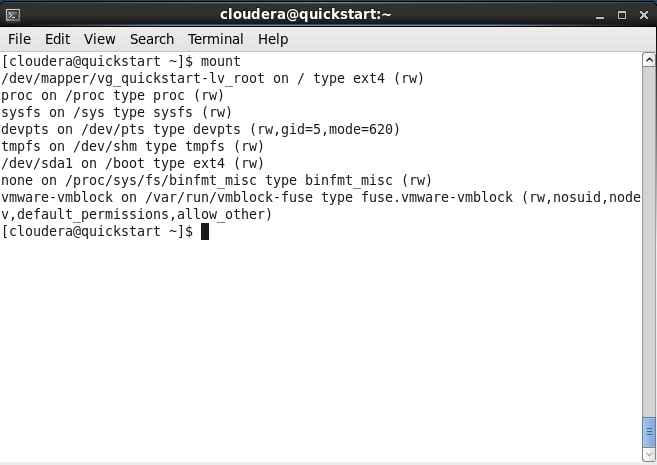 cloudera@quickstart:~
File Edit View Search Terminal Help
[cloudera@quickstart ~]$ mount
/dev/mapper/vg_quickstart-lv_root on / type ext4 (rw)
proc on /proc type proc (rw)
sysfs on /sys type sysfs (rw)
devpts on /dev/pts type devpts (rw,gid=5,mode=620)
tmpfs on /dev/shm type tmpfs (rw)
/dev/sda1 on /boot type ext4 (rw)
none on /proc/sys/fs/binfmt_misc type binfmt_misc (rw)
vmware-vmblock on /var/run/vmblock-fuse type fuse.vmware-vmblock (rw,nosuid,node
v,default_permissions,allow_other)
[cloudera@quickstart ~]$